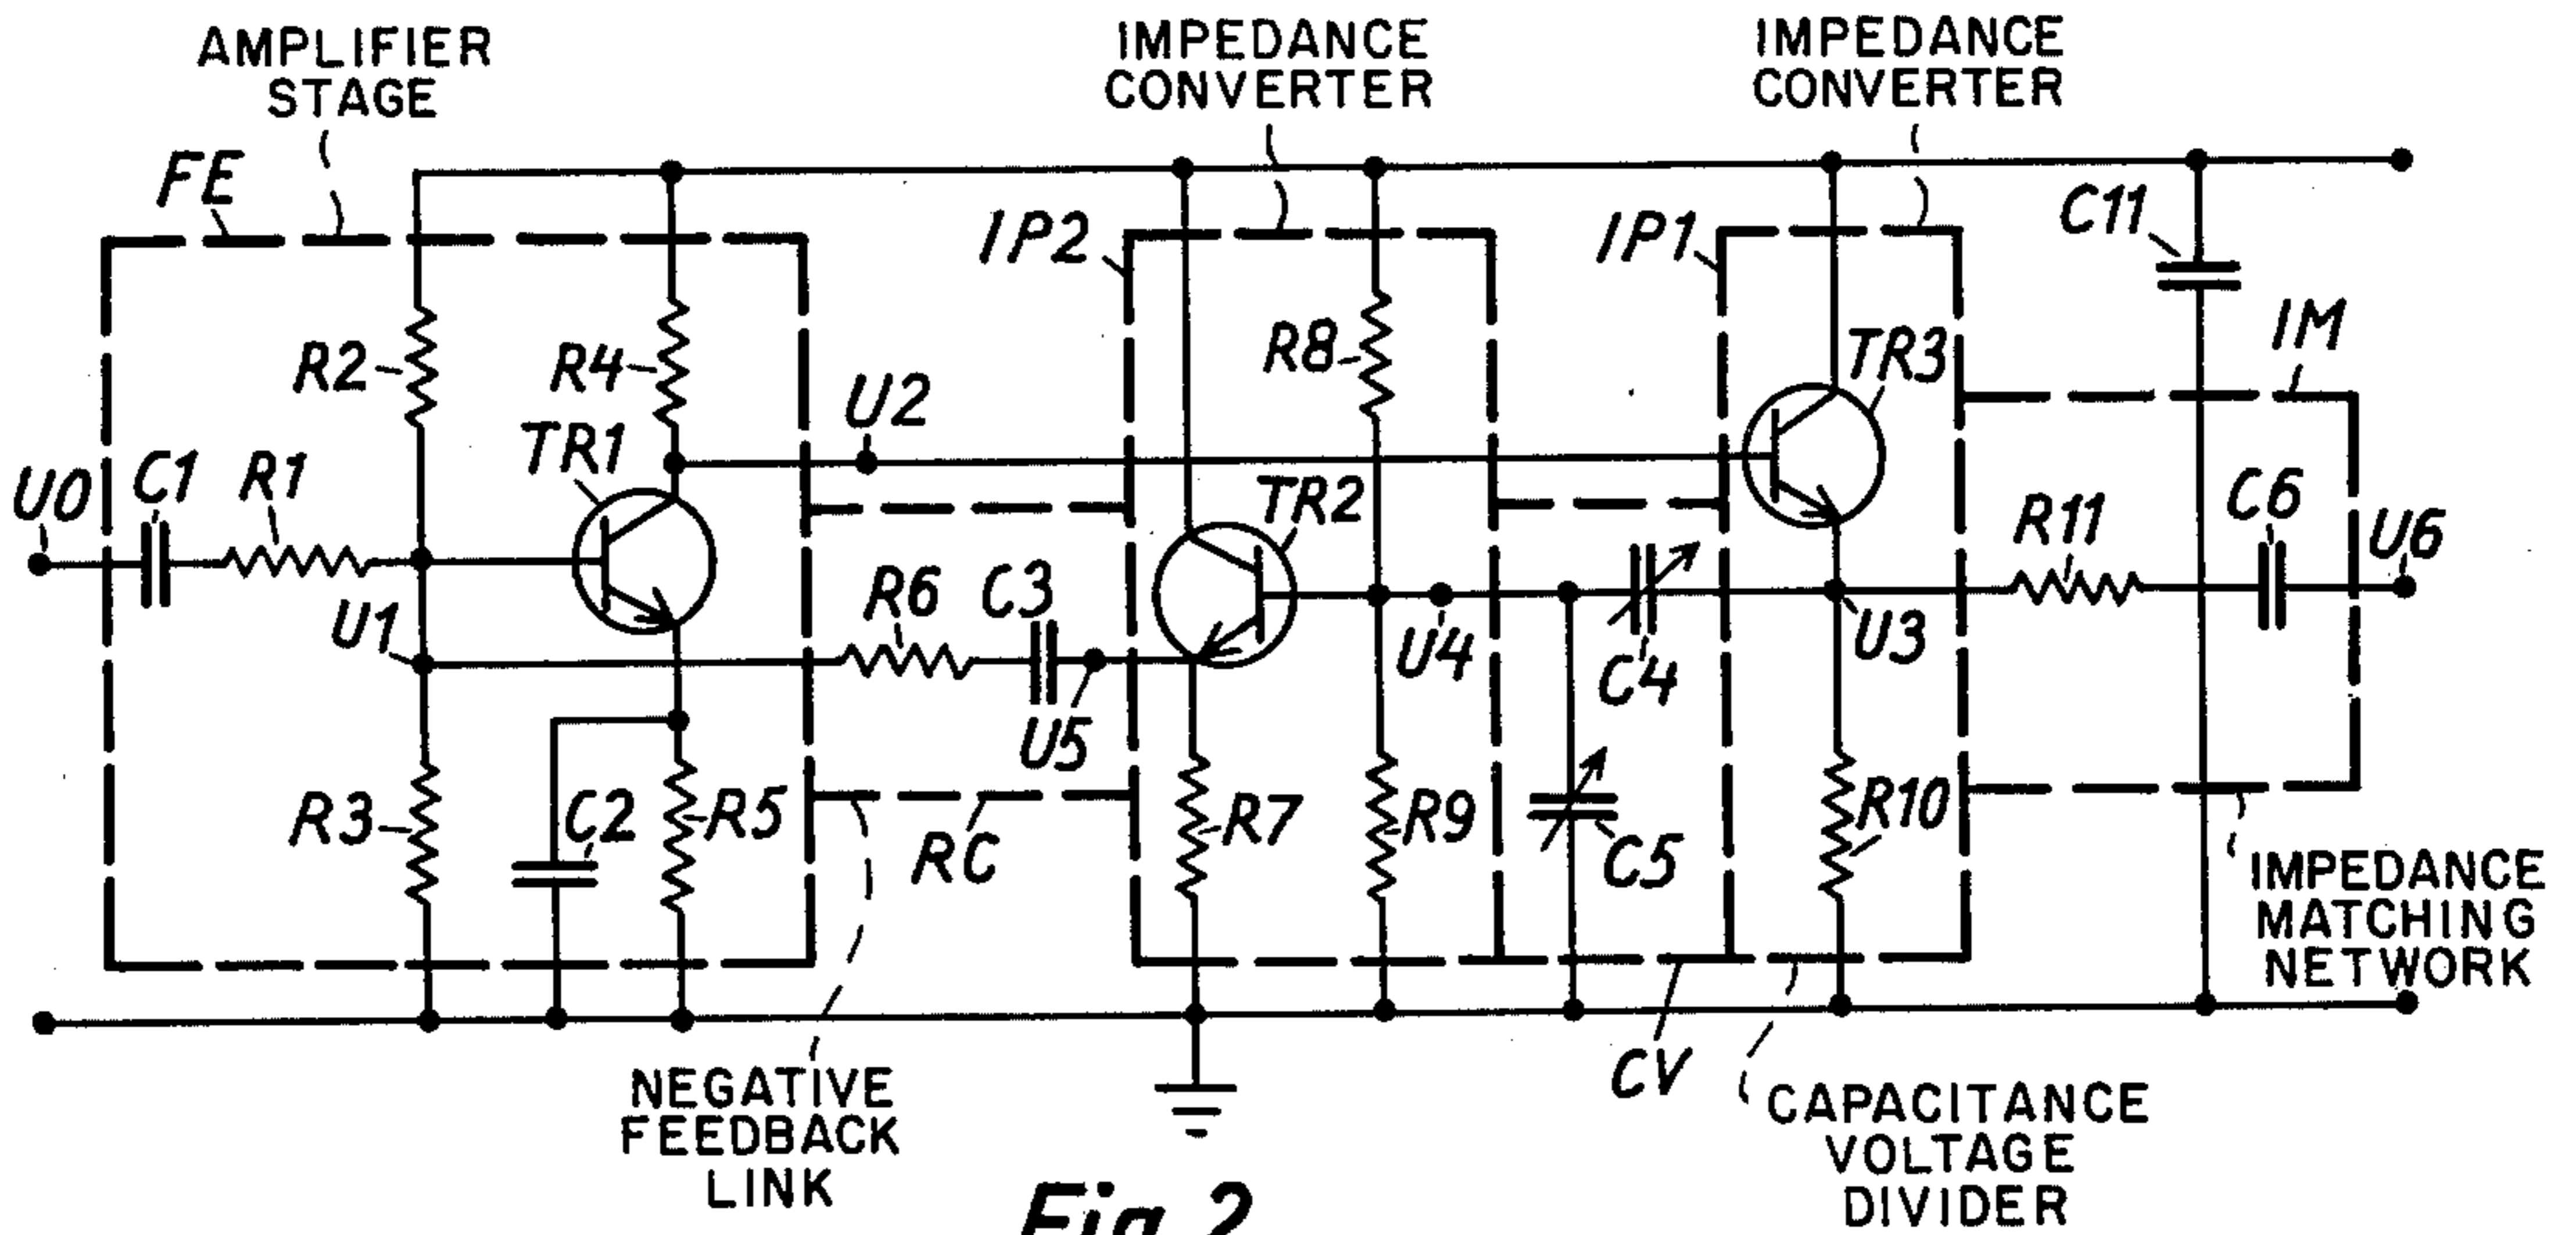 AMPLIFIER
STAGE
IMPEDANCE
CONVERTER
IMPEDANCE
CONVERTER
FE
IP2
IP1
C11
IM
R2
R4
U2
R8
TR3
TR1
U0
C1
R1
TR2
R11
C6
U6
U1
R6
C3
U4
C4
U3
U5
R3
C2
R5
RC
R7
R9
C5
R10
IMPEDANCE
MATCHING
NETWORK
CV
NEGATIVE
FEEDBACK
LINK
CAPACITANCE
VOLTAGE
DIVIDER
Fig. 2